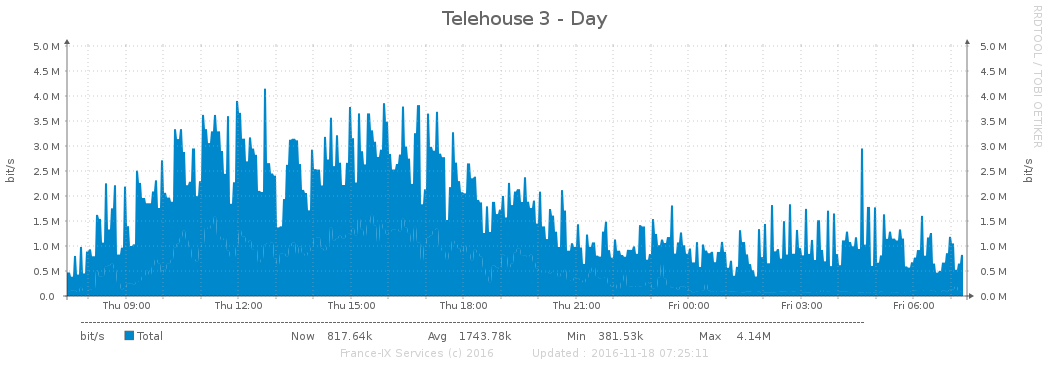 Telehouse 3 - Day
RRDTOOL / TOBI OETIKER
bit/s
5.0 M
4.5 M
4.0 M
3.5 M
3.0 M
2.5 M
2.0 M
1.5 M
1.0 M
0.5 M
0.0
5.0 M
4.5 M
4.0 M
3.5 M
3.0 M
2.5 M
2.0 M
1.5 M
1.0 M
0.5 M
0.0 M
bit/s
Thu 09:00 Thu 12:00 Thu 15:00 Thu 18:00 Thu 21:00 Fri 00:00 Fri 03:00 Fri 06:00
bit/s Total Now 817.64k Avg 1743.78k Min 381.53k Max 4.14M
France-IX Services (c) 2016 Updated : 2016-11-18 07:25:11